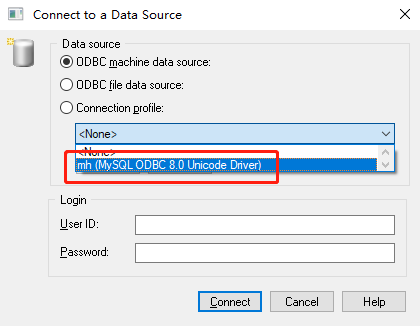 Connect to a Data Source
Data source
ODBC machine data source:
ODBC file data source:
Connection profile:
<None>
<None>
mh (MySQL ODBC 8.0 Unicode Driver)
Login
User ID:
Password:
Connect
Cancel
Help